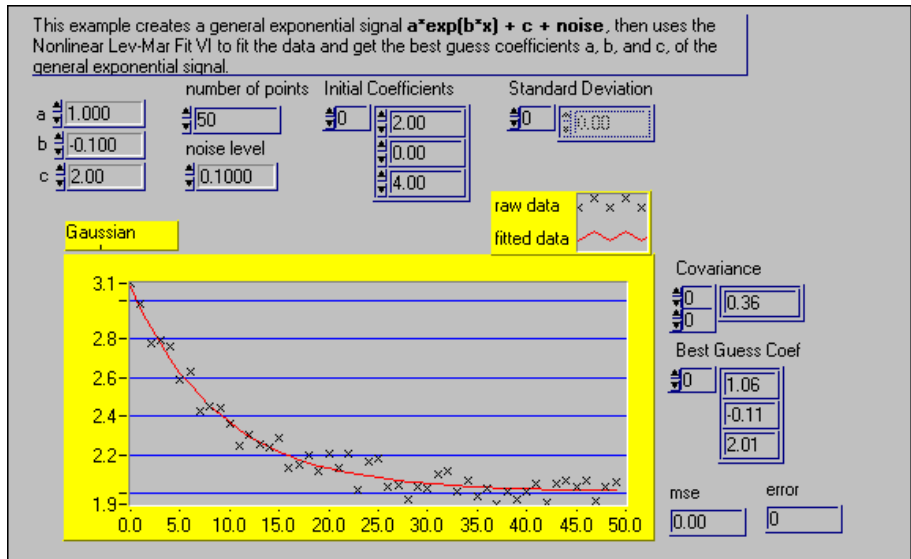 This example creates a general exponential signal a*exp(b*x) + c + noise, then uses the
Nonlinear Lev-Mar Fit VI to fit the data and get the best guess coefficients a, b, and c, of the
general exponential signal.
number of points Initial Coefficients Standard Deviation
a 1.000 50 0 2.00 0 0.00
b -0.100 noise level 0.00
c 2.00 0.1000 4.00
raw data
Gaussian fitted data
Covariance
3.1 0 0.36
0
2.8
Best Guess Coef
2.6 0 1.06
2.4 -0.11
2.2 2.01
mse error
1.9 0.00 0
0.0 5.0 10.0 15.0 20.0 25.0 30.0 35.0 40.0 45.0 50.0